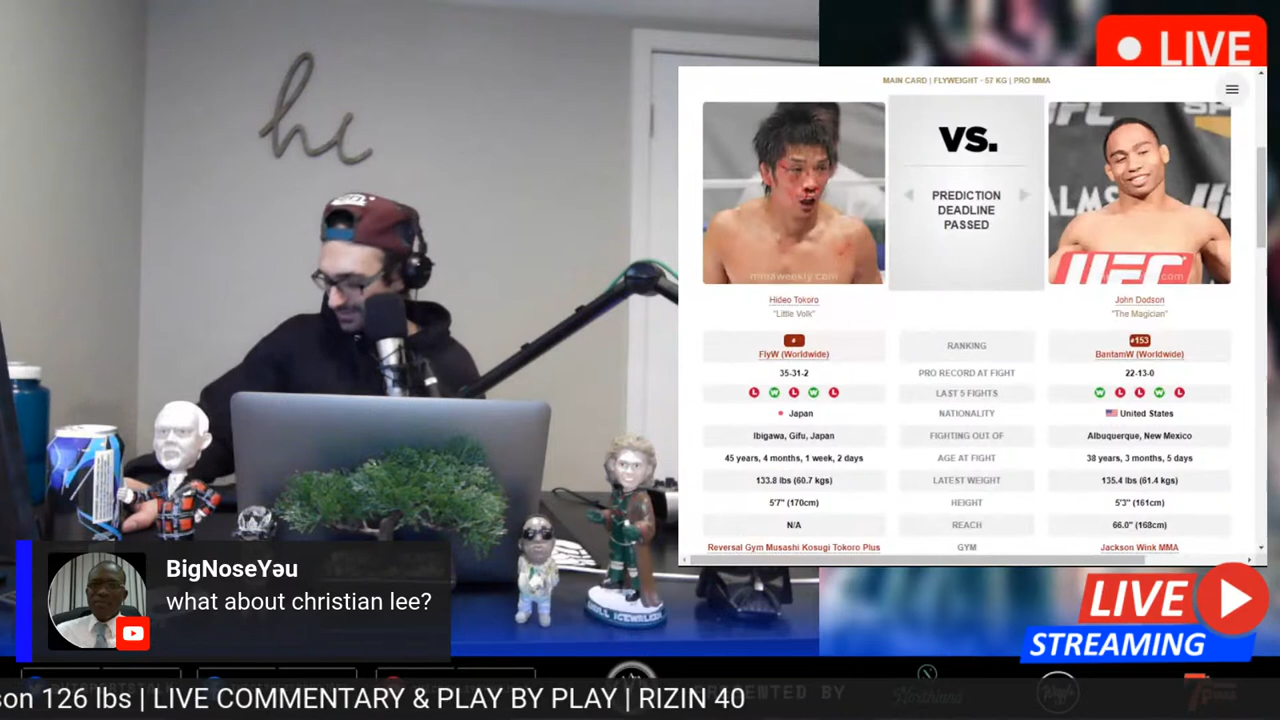 hi
LIVE
MAIN CARD | FLYWEIGHT · 57 KG | PRO MMA
VS.
PREDICTION
DEADLINE
PASSED
UFC
mmaweekly.com
UFC
Hideo Tokoro
"Little Volk"
John Dodson
"The Magician"
#
FlyW (Worldwide)
RANKING
#153
BantamW (Worldwide)
35-31-2
PRO RECORD AT FIGHT
22-13-0
L W L W L
LAST 5 FIGHTS
W L L W L
Japan
NATIONALITY
United States
Ibigawa, Gifu, Japan
FIGHTING OUT OF
Albuquerque, New Mexico
45 years, 4 months, 1 week, 2 days
AGE AT FIGHT
38 years, 3 months, 5 days
133.8 lbs (60.7 kgs)
LATEST WEIGHT
135.4 lbs (61.4 kgs)
5'7" (170cm)
HEIGHT
5'3" (161cm)
N/A
REACH
66.0" (168cm)
Reversal Gym Musashi Kosugi Tokoro Plus
GYM
Jackson Wink MMA
BigNoseYəu
what about christian lee?
LIVE
STREAMING
son 126 lbs | LIVE COMMENTARY & PLAY BY PLAY | RIZIN 40